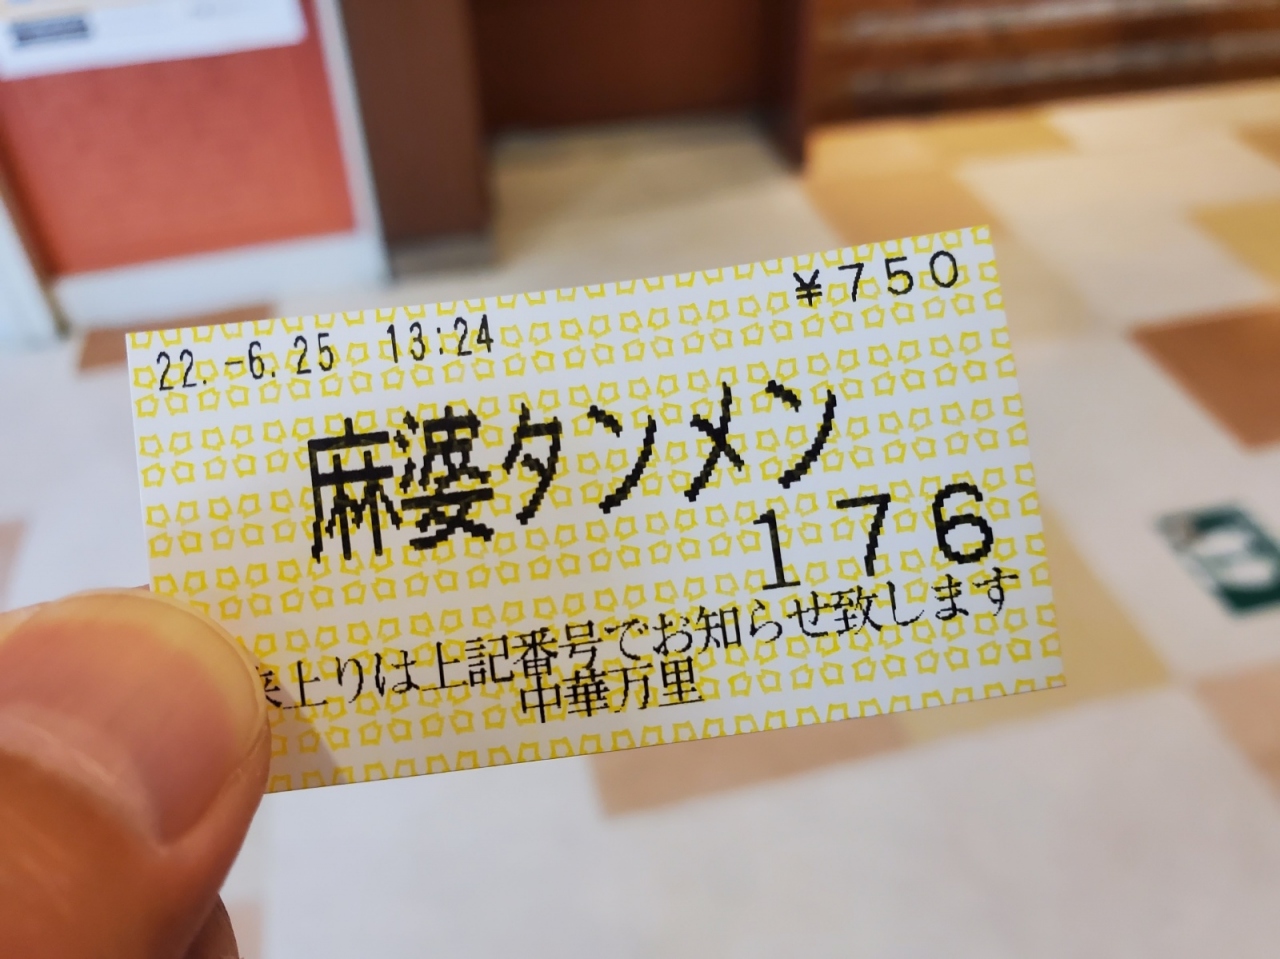 22.-6.25 13:24 ¥750
麻婆タンメン
176
来上りは上記番号でお知らせ致します
中華万里